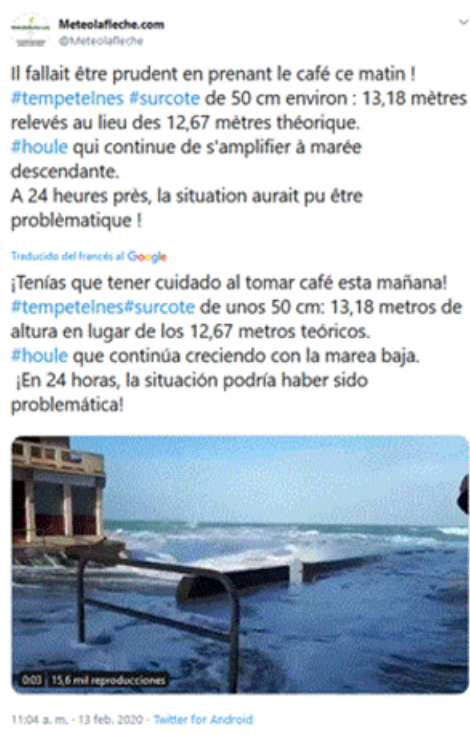 Meteolafleche.com
@Meteolafleche
Il fallait être prudent en prenant le café ce matin !
#tempeteInes #surcote de 50 cm environ : 13,18 mètres
relevés au lieu des 12,67 mètres théorique.
#houle qui continue de s'amplifier à marée
descendante.
A 24 heures près, la situation aurait pu être
problèmatique !
Traducido del francés al Google
¡Tenías que tener cuidado al tomar café esta mañana!
#tempeteInes#surcote de unos 50 cm: 13,18 metros de
altura en lugar de los 12,67 metros teóricos.
#houle que continúa creciendo con la marea baja.
¡En 24 horas, la situación podría haber sido
problemática!
0:03 15,6 mil reproducciones
11:04 a. m. · 13 feb. 2020 · Twitter for Android